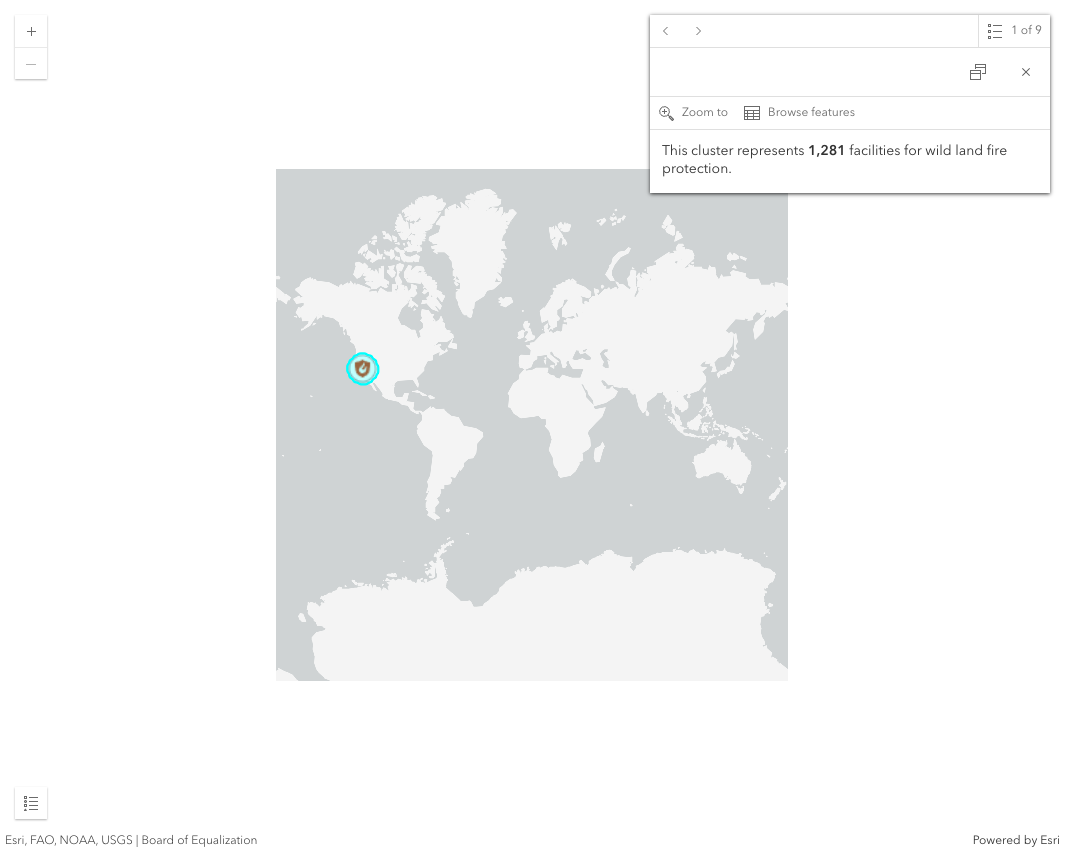 1 of 9
Zoom to
Browse features
This cluster represents 1,281 facilities for wild land fire
protection.
Esri, FAO, NOAA, USGS | Board of Equalization
Powered by Esri